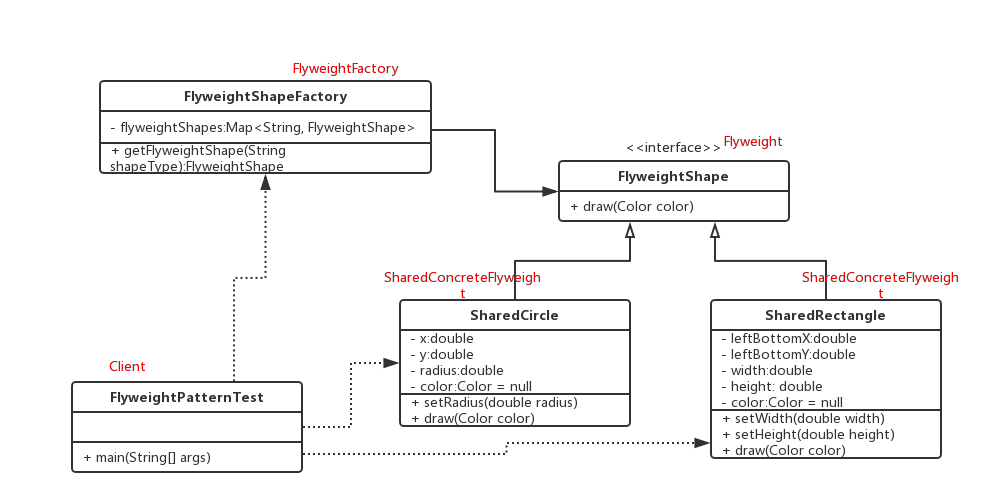 FlyweightFactory
FlyweightShapeFactory
- flyweightShapes:Map<String, FlyweightShape>
+ getFlyweightShape(String
shapeType):FlyweightShape
<<interface>>
Flyweight
FlyweightShape
+ draw(Color color)
SharedConcreteFlyweigh
t
SharedCircle
- x:double
- y:double
- radius:double
- color:Color = null
+ setRadius(double radius)
+ draw(Color color)
SharedConcreteFlyweigh
t
SharedRectangle
- leftBottomX:double
- leftBottomY:double
- width:double
- height: double
- color:Color = null
+ setWidth(double width)
+ setHeight(double height)
+ draw(Color color)
Client
FlyweightPatternTest
+ main(String[] args)